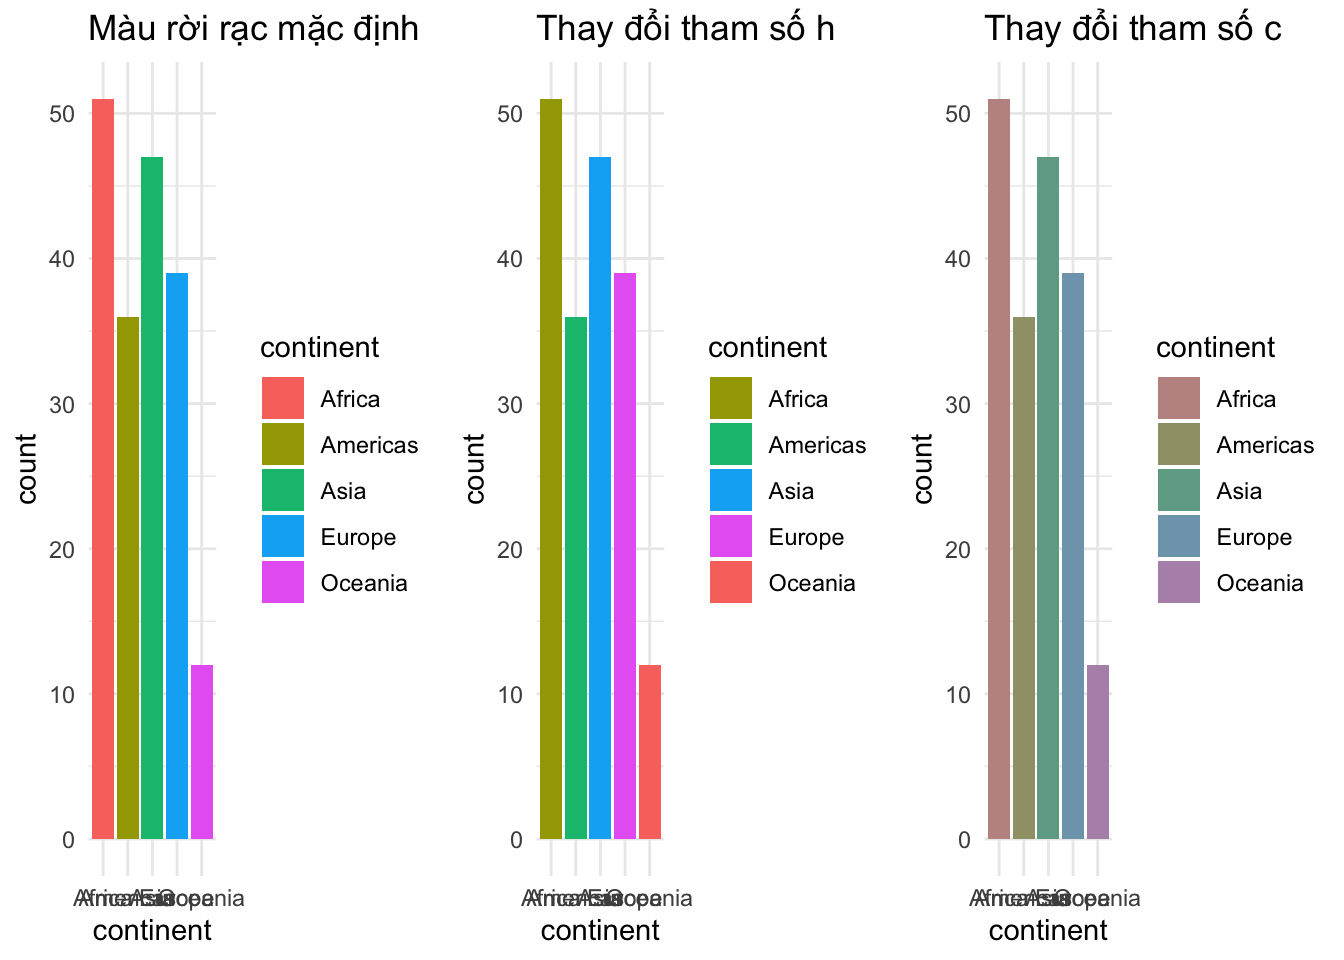 Màu rời rạc mặc định
count
50
40
30
20
10
0
continent
continent
Africa
Americas
Asia
Europe
Oceania
Thay đổi tham số h
count
50
40
30
20
10
0
continent
continent
Africa
Americas
Asia
Europe
Oceania
Thay đổi tham số c
count
50
40
30
20
10
0
continent
continent
Africa
Americas
Asia
Europe
Oceania